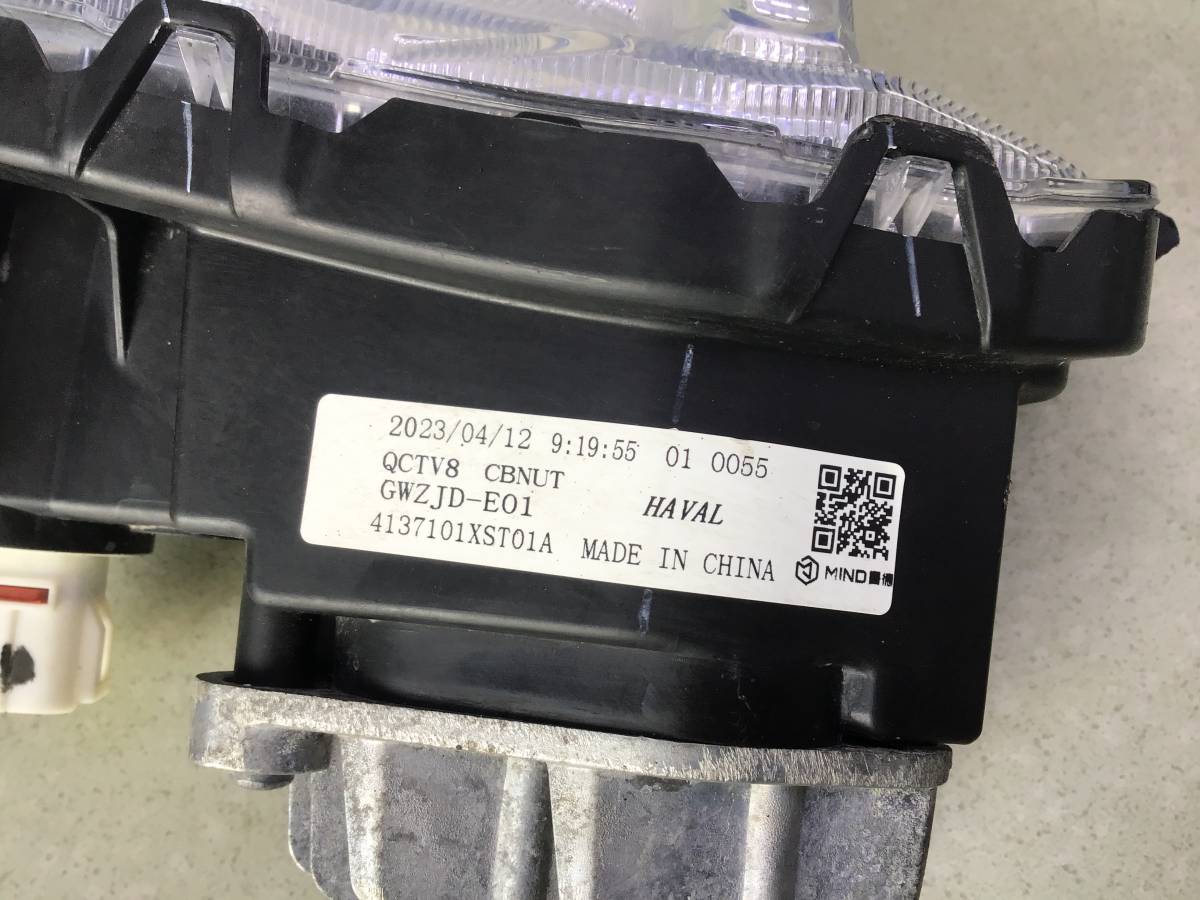 2023/04/12 9:19:55 01 0055
QCTV8 CBNUT
GWZJD-E01 HAVAL
4137101XST01A MADE IN CHINA
MIND